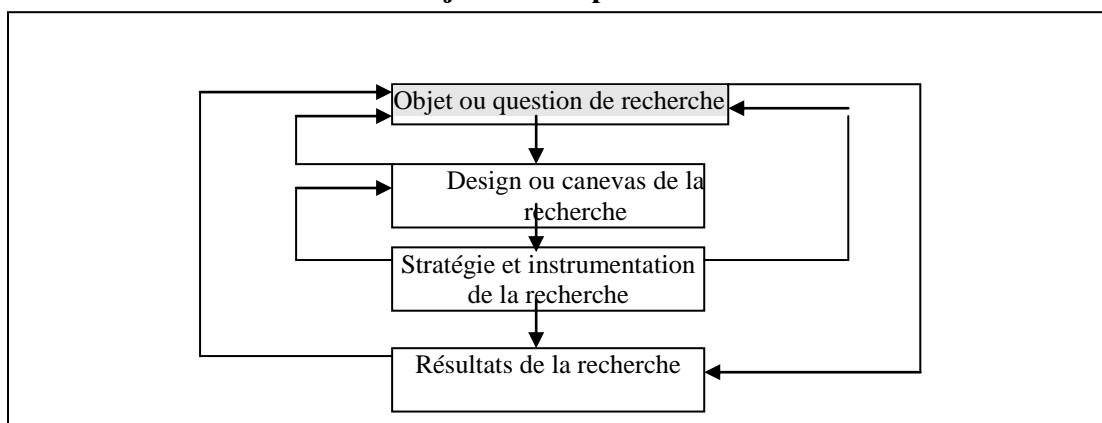 Objet ou question de recherche
Design ou canevas de la
recherche
Stratégie et instrumentation
de la recherche
Résultats de la recherche